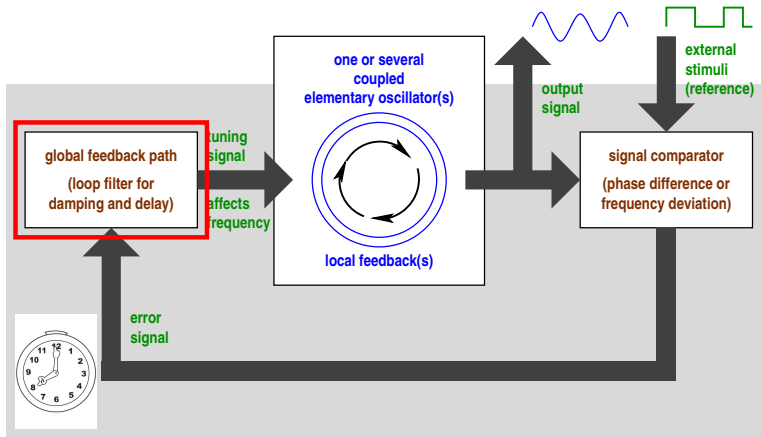 one or several
coupled
elementary oscillator(s)
local feedback(s)
external
stimuli
(reference)
output
signal
global feedback path
(loop filter for
damping and delay)
tuning
signal
affects
frequency
signal comparator
(phase difference or
frequency deviation)
error
signal
12
11
1
10
2
9
3
8
4
7
5
6